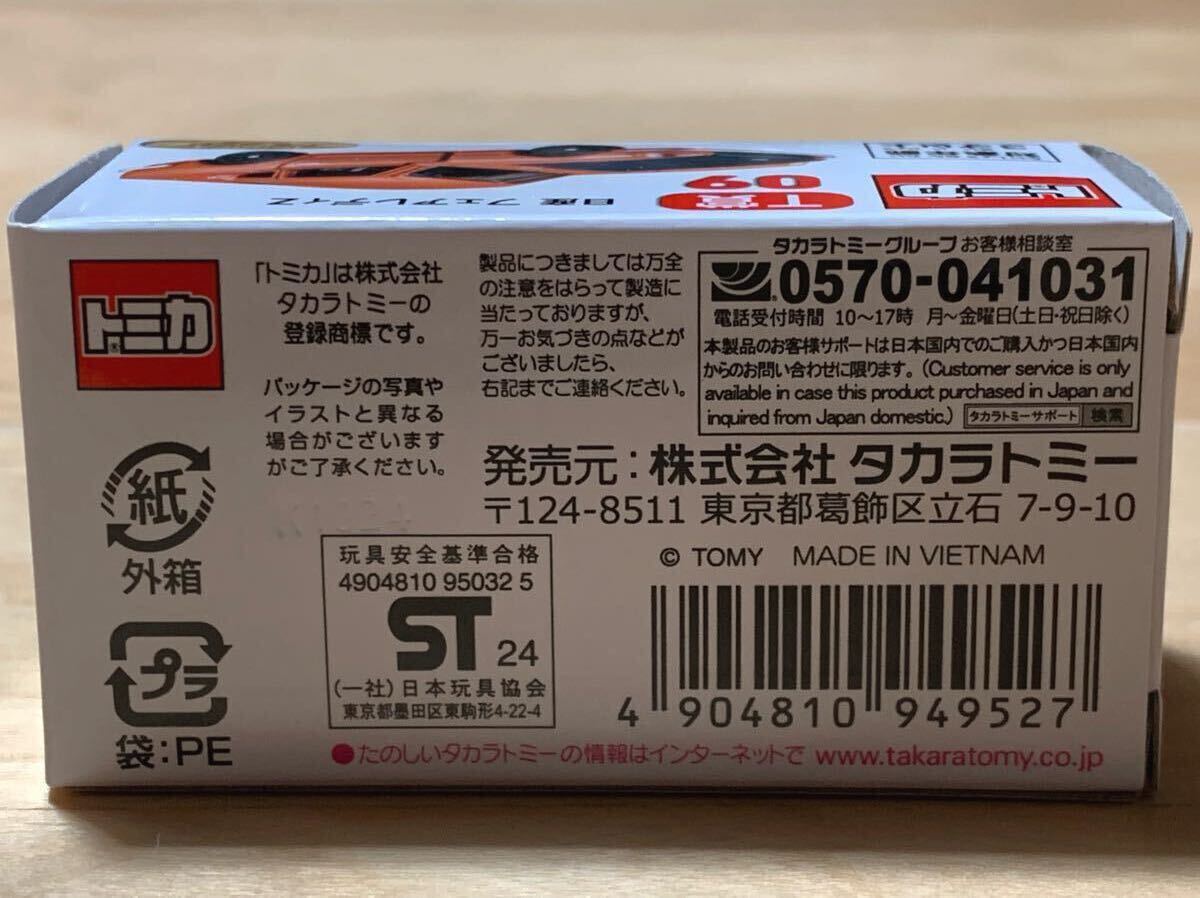 日産 フェアレディZ
T賞
09
トミカ
トミカ
「トミカ」は株式会社
タカラトミーの
登録商標です。
パッケージの写真や
イラストと異なる
場合がございます
がご了承ください。
製品につきましては万全
の注意をはらって製造に
当たっておりますが、
万一お気づきの点などが
ございましたら、
右記までご連絡ください。
タカラトミーグループ お客様相談室
0570-041031
電話受付時間 10～17時 月～金曜日(土日・祝日除く)
本製品のお客様サポートは日本国内でのご購入かつ日本国内
からのお問い合わせに限ります。(Customer service is only
available in case this product purchased in Japan and
inquired from Japan domestic.) タカラトミーサポート 検索
発売元：株式会社 タカラトミー
〒124-8511 東京都葛飾区立石 7-9-10
© TOMY MADE IN VIETNAM
紙
外箱
プラ
袋：PE
玩具安全基準合格
4904810 95032 5
ST 24
(一社)日本玩具協会
東京都墨田区東駒形4-22-4
4 904810 949527
●たのしいタカラトミーの情報はインターネットで www.takaratomy.co.jp